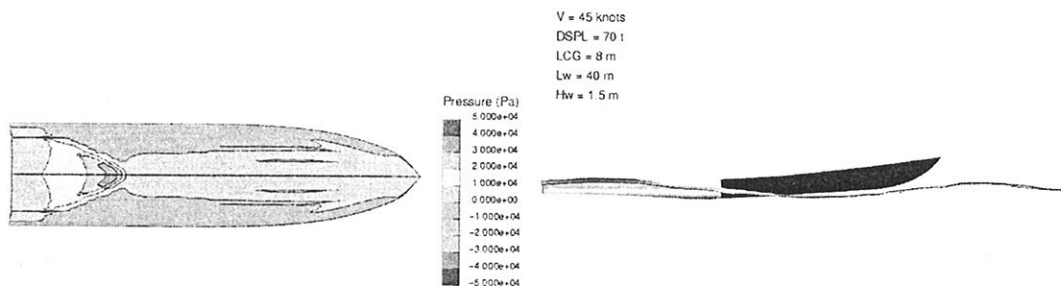 V = 45 knots
DSPL = 70 t
LCG = 8 m
Lw = 40 m
Hw = 1.5 m
Pressure (Pa)
5.000e+04
4.000e+04
3.000e+04
2.000e+04
1.000e+04
0.000e+00
-1.000e+04
-2.000e+04
-3.000e+04
-4.000e+04
-5.000e+04